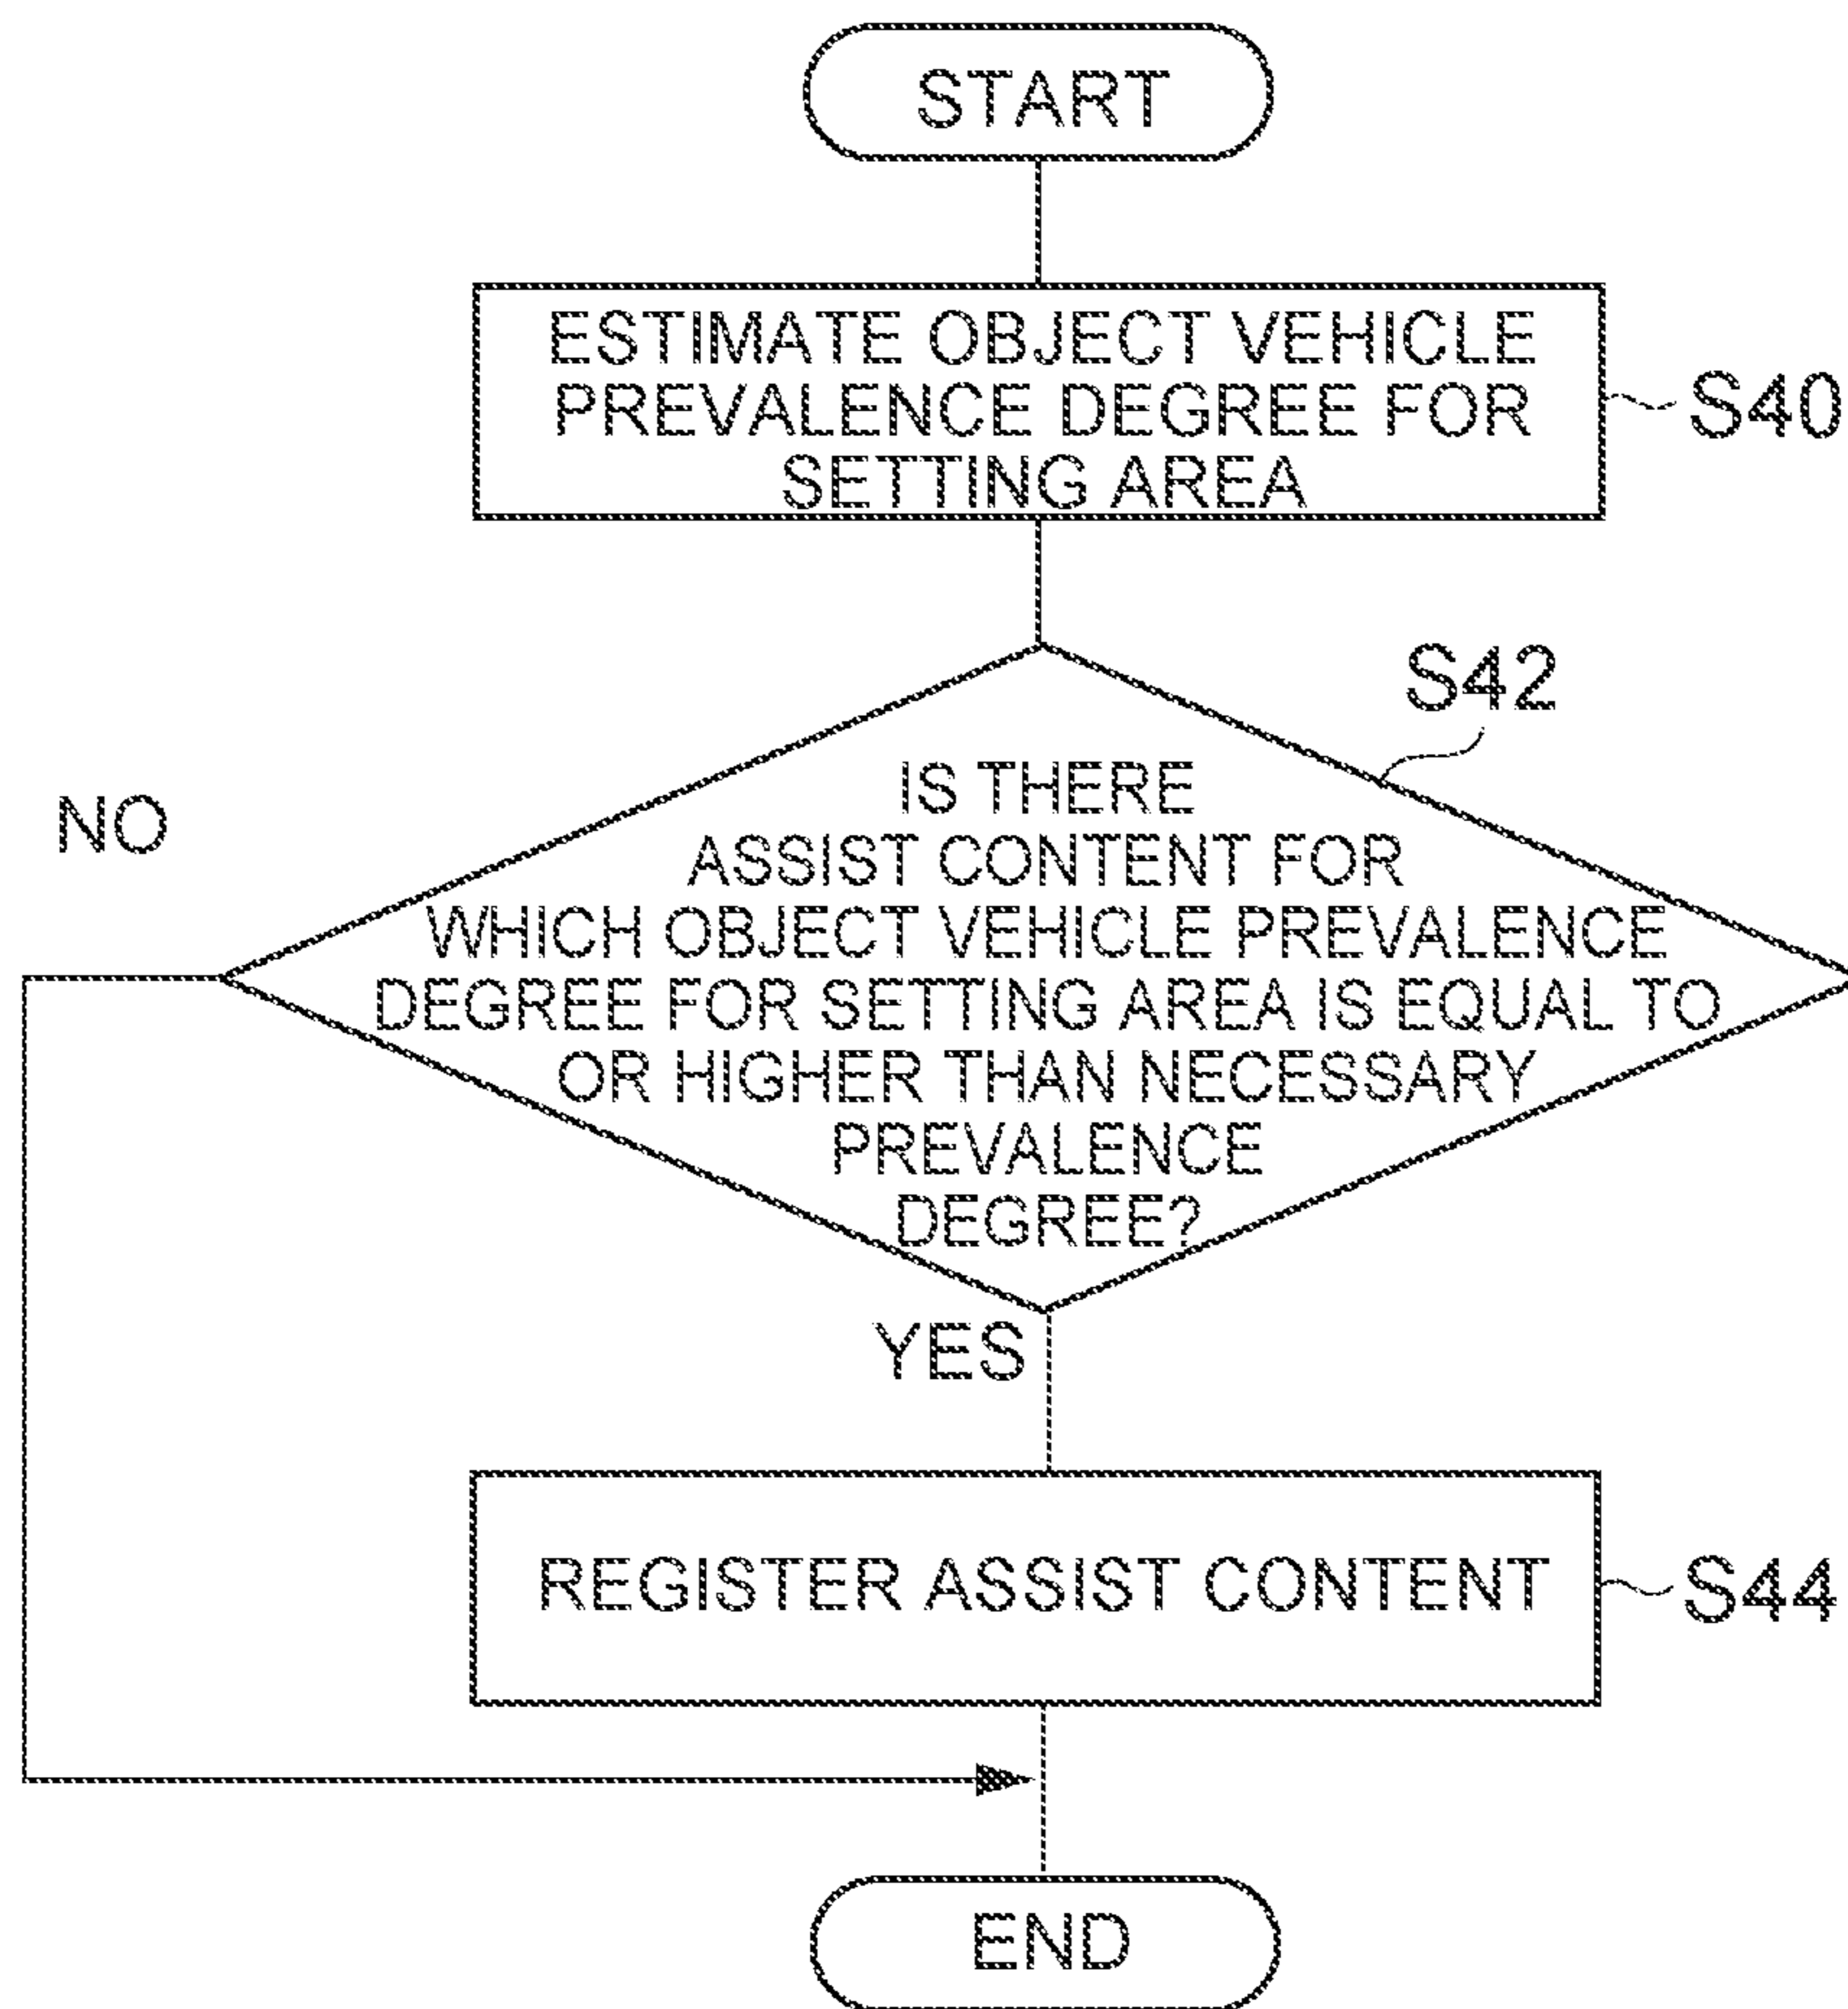 START
ESTIMATE OBJECT VEHICLE
PREVALENCE DEGREE FOR
SETTING AREA
S40
S42
IS THERE
ASSIST CONTENT FOR
WHICH OBJECT VEHICLE PREVALENCE
DEGREE FOR SETTING AREA IS EQUAL TO
OR HIGHER THAN NECESSARY
PREVALENCE
DEGREE?
NO
YES
REGISTER ASSIST CONTENT
S44
END